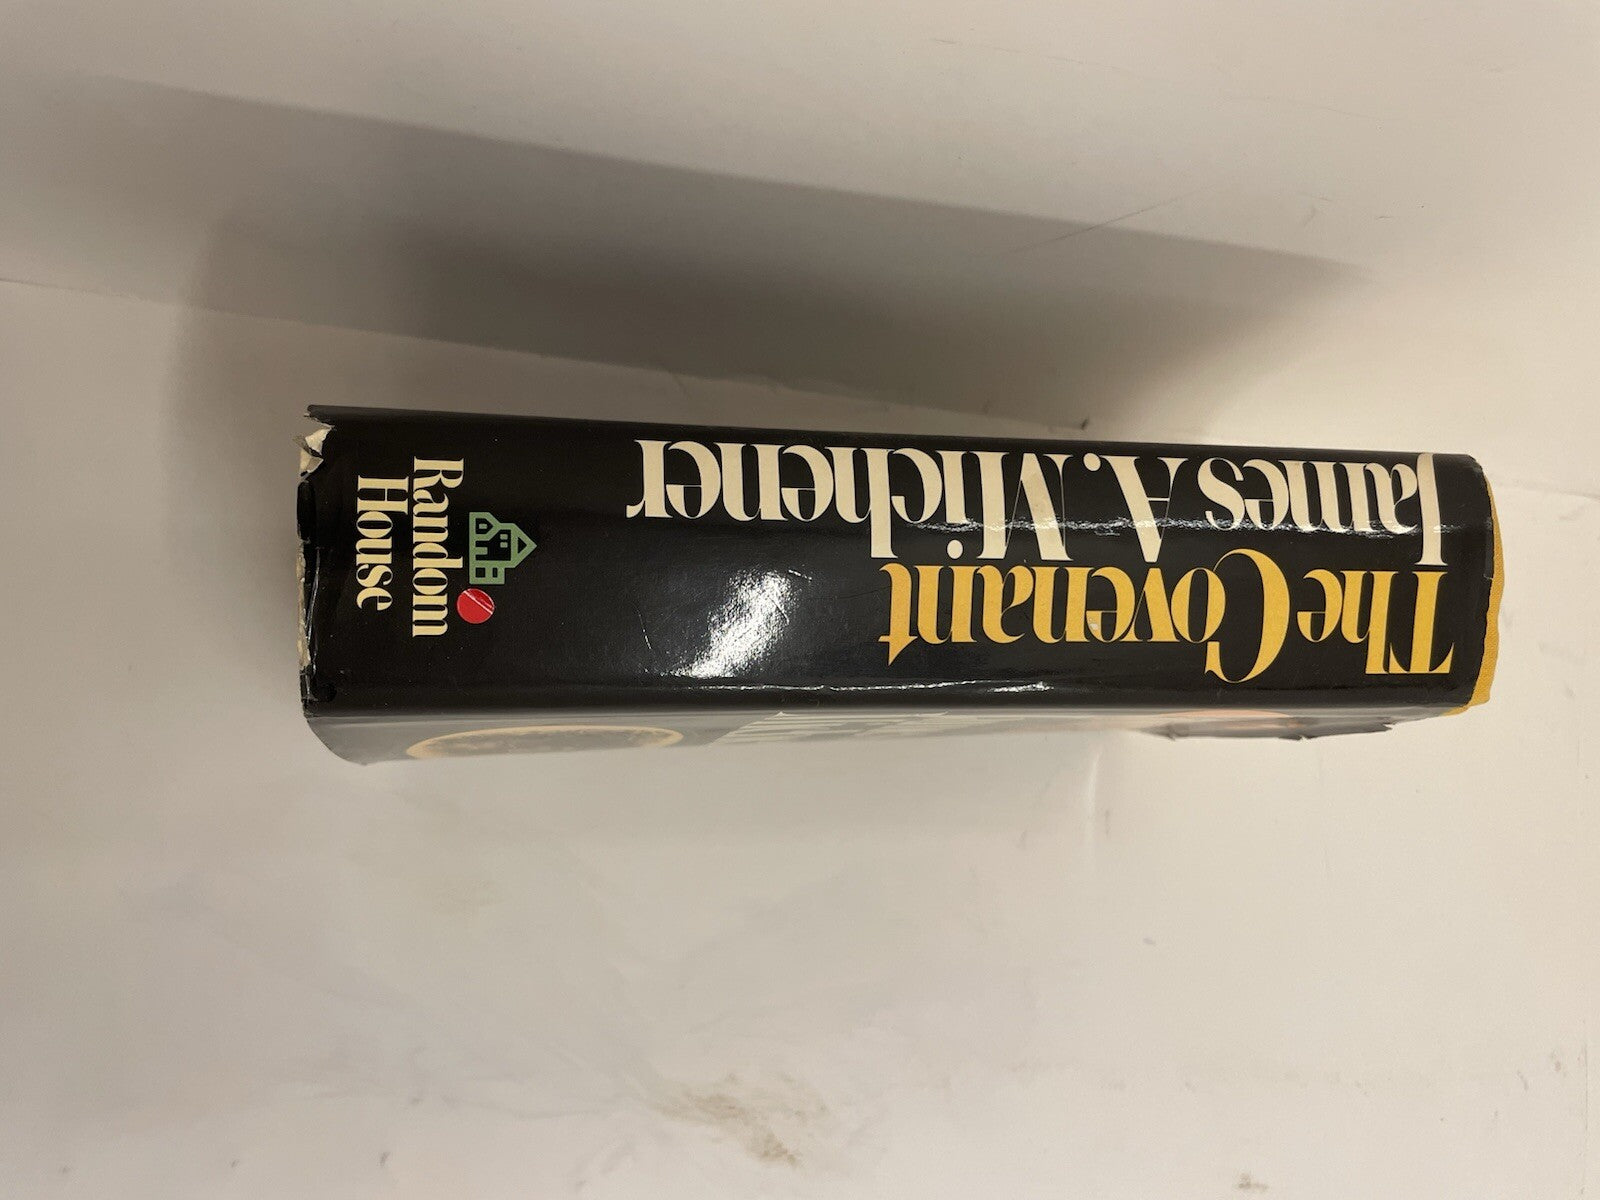 James A. Michener
The Covenant
Random
House